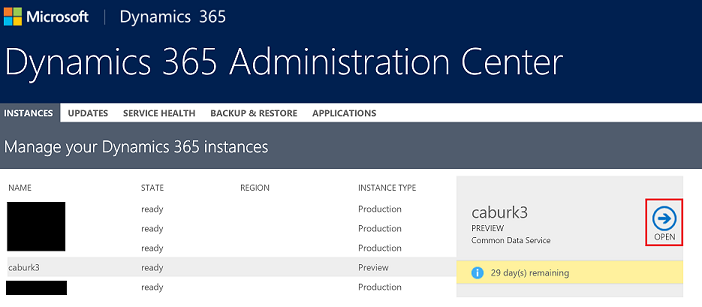 Microsoft | Dynamics 365
Dynamics 365 Administration Center
INSTANCES UPDATES SERVICE HEALTH BACKUP & RESTORE APPLICATIONS
Manage your Dynamics 365 instances
NAME STATE REGION INSTANCE TYPE
ready Production
ready Production
ready Production
caburk3 ready Preview
ready Production
caburk3
PREVIEW
Common Data Service
OPEN
29 day(s) remaining